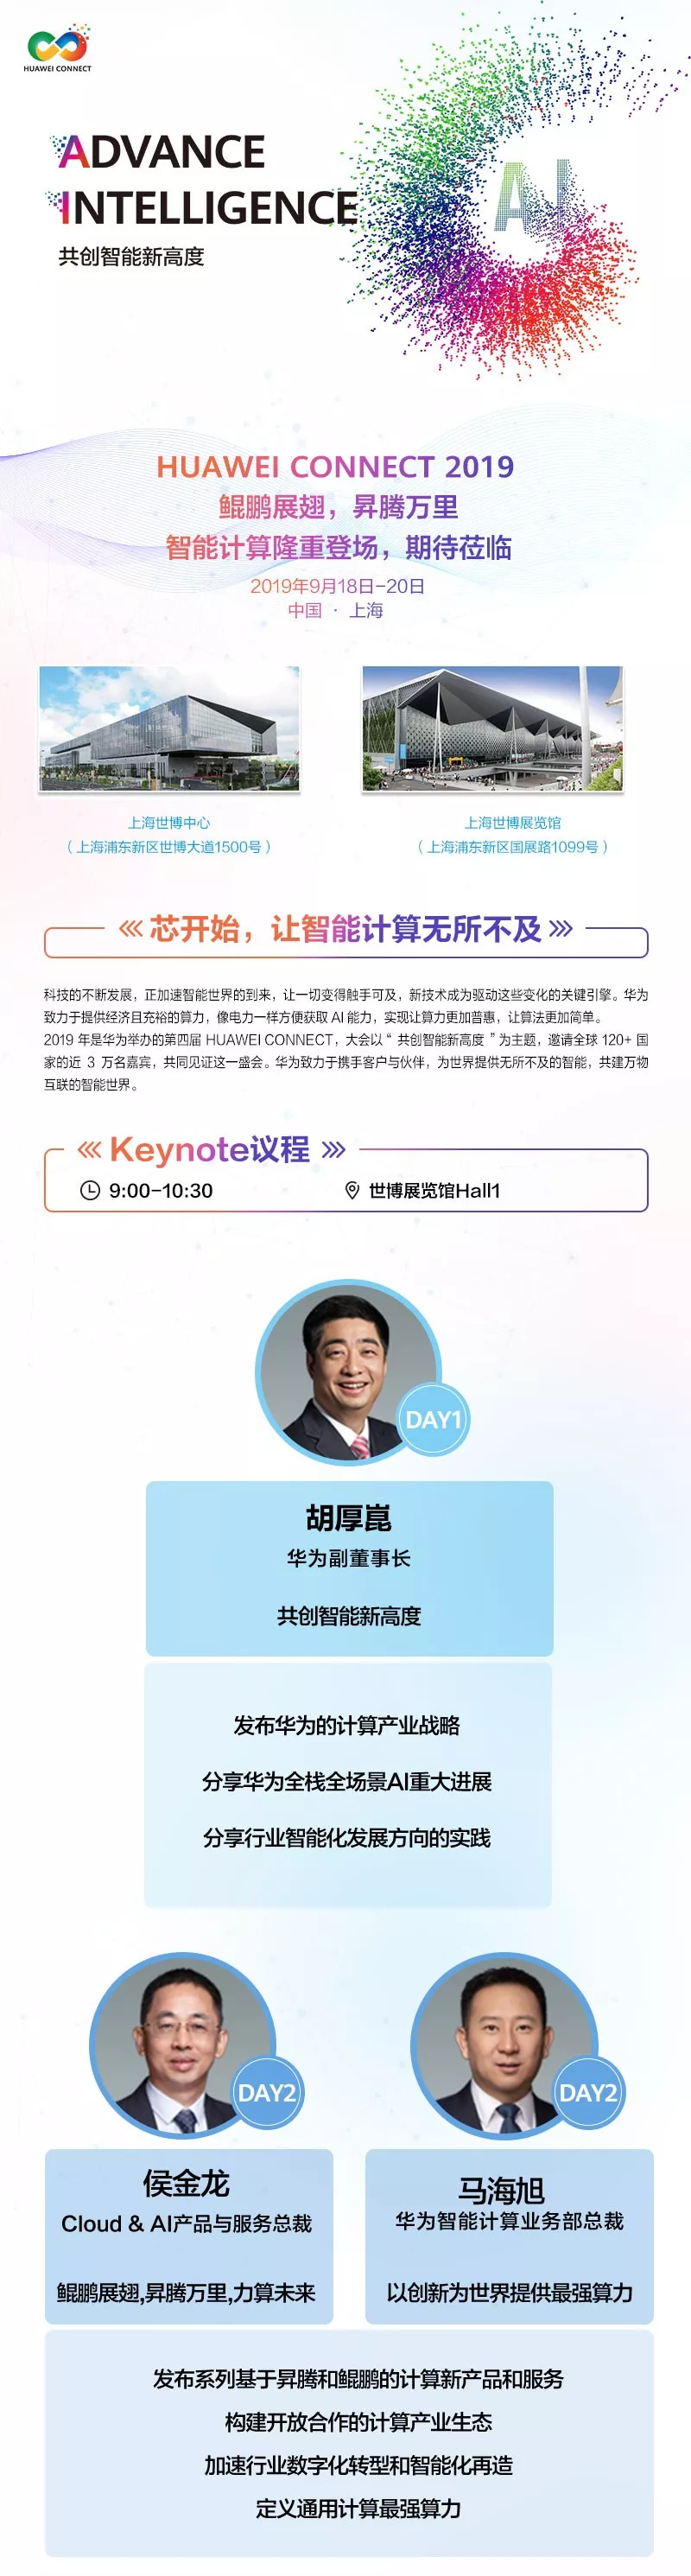 HUAWEI CONNECT
ADVANCE
INTELLIGENCE
共创智能新高度
AI
HUAWEI CONNECT 2019
鲲鹏展翅，昇腾万里
智能计算隆重登场，期待莅临
2019年9月18日-20日
中国 · 上海
上海世博中心
（上海浦东新区世博大道1500号）
上海世博展览馆
（上海浦东新区国展路1099号）
芯开始，让智能计算无所不及
科技的不断发展，正加速智能世界的到来，让一切变得触手可及，新技术成为驱动这些变化的关键引擎。华为
致力于提供经济且充裕的算力，像电力一样方便获取 AI 能力，实现让算力更加普惠，让算法更加简单。
2019 年是华为举办的第四届 HUAWEI CONNECT，大会以“ 共创智能新高度 ”为主题，邀请全球 120+ 国
家的近 3 万名嘉宾，共同见证这一盛会。华为致力于携手客户与伙伴，为世界提供无所不及的智能，共建万物
互联的智能世界。
Keynote议程
9:00-10:30
世博展览馆Hall1
DAY1
胡厚崑
华为副董事长
共创智能新高度
发布华为的计算产业战略
分享华为全栈全场景AI重大进展
分享行业智能化发展方向的实践
DAY2
侯金龙
Cloud & AI产品与服务总裁
鲲鹏展翅,昇腾万里,力算未来
DAY2
马海旭
华为智能计算业务部总裁
以创新为世界提供最强算力
发布系列基于昇腾和鲲鹏的计算新产品和服务
构建开放合作的计算产业生态
加速行业数字化转型和智能化再造
定义通用计算最强算力